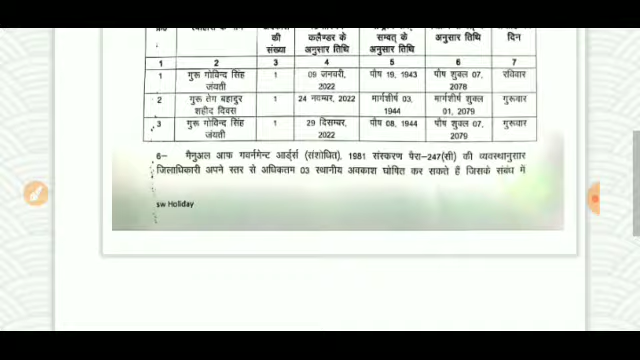 की कलैण्डर के सम्वत् के अनुसार तिथि दिन
संख्या अनुसार तिथि अनुसार तिथि
1 2 3 4 5 6 7
1 गुरू गोविन्द सिंह जंयती 1 09 जनवरी, 2022 पौष 19, 1943 पौष शुक्ल 07, 2078 रविवार
2 गुरू तेग बहादुर शहीद दिवस 1 24 नवम्बर, 2022 मार्गशीर्ष 03, 1944 मार्गशीर्ष शुक्ल 01, 2079 गुरूवार
3 गुरू गोविन्द सिंह जंयती 1 29 दिसम्बर, 2022 पौष 08, 1944 पौष शुक्ल 07, 2079 गुरूवार
6- मैनुअल आफ गवर्नमेन्ट आर्ड्स (संशोधित), 1981 संस्करण पैरा-247(सी) की व्यवस्थानुसाार
जिलाधिकारी अपने स्तर से अधिकतम 03 स्थानीय अवकाश घोषित कर सकते हैं जिसके संबंध में
sw Holiday